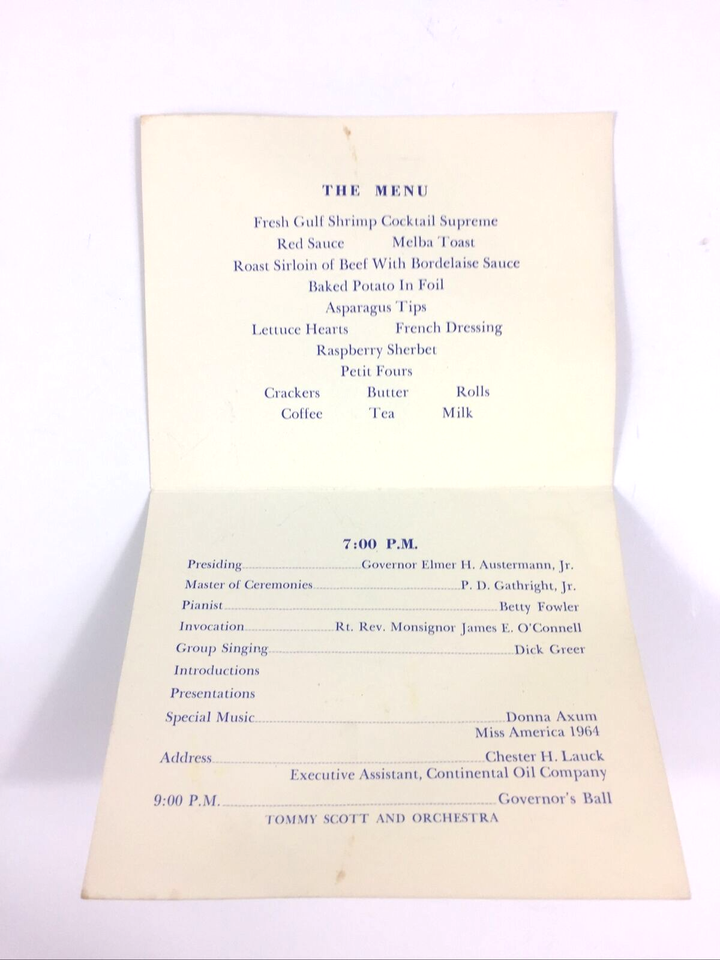 THE MENU
Fresh Gulf Shrimp Cocktail Supreme
Red Sauce Melba Toast
Roast Sirloin of Beef With Bordelaise Sauce
Baked Potato In Foil
Asparagus Tips
Lettuce Hearts French Dressing
Raspberry Sherbet
Petit Fours
Crackers Butter Rolls
Coffee Tea Milk
7:00 P.M.
Presiding Governor Elmer H. Austermann, Jr.
Master of Ceremonies P. D. Gathright, Jr.
Pianist Betty Fowler
Invocation Rt. Rev. Monsignor James E. O'Connell
Group Singing Dick Greer
Introductions
Presentations
Special Music Donna Axum
Miss America 1964
Address Chester H. Lauck
Executive Assistant, Continental Oil Company
9:00 P.M. Governor's Ball
TOMMY SCOTT AND ORCHESTRA